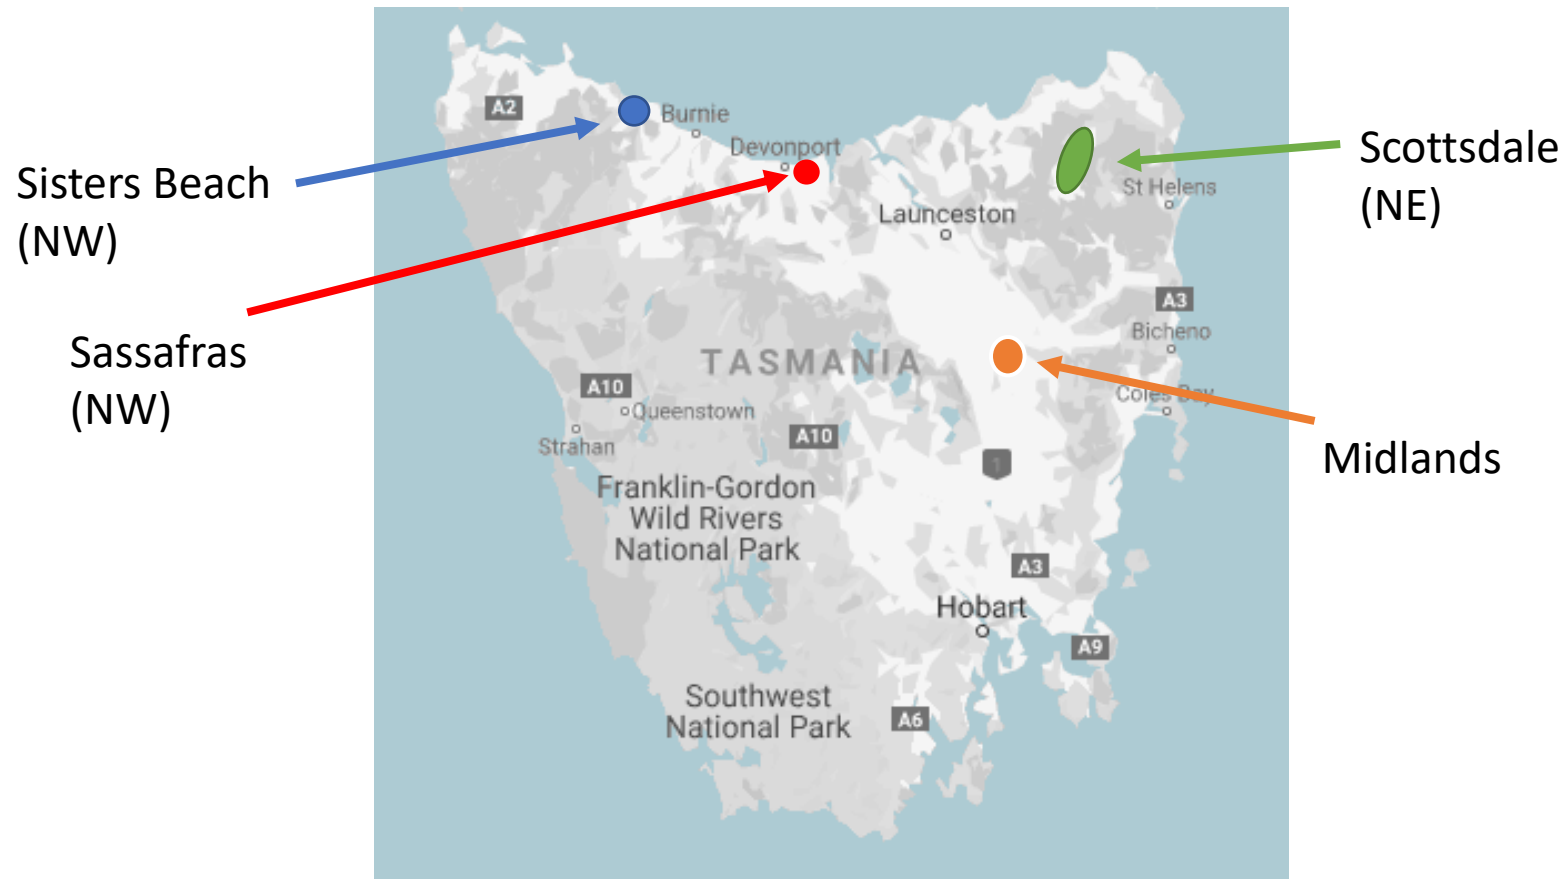 A2
Burnie
Devonport
Sisters Beach
(NW)
Scottsdale
(NE)
St Helens
Launceston
Sassafras
(NW)
A3
Bicheno
TASMANIA
A10
Queenstown
Coles Bay
Strahan
A10
Midlands
1
Franklin-Gordon
Wild Rivers
National Park
A3
Hobart
A9
Southwest
National Park
A6